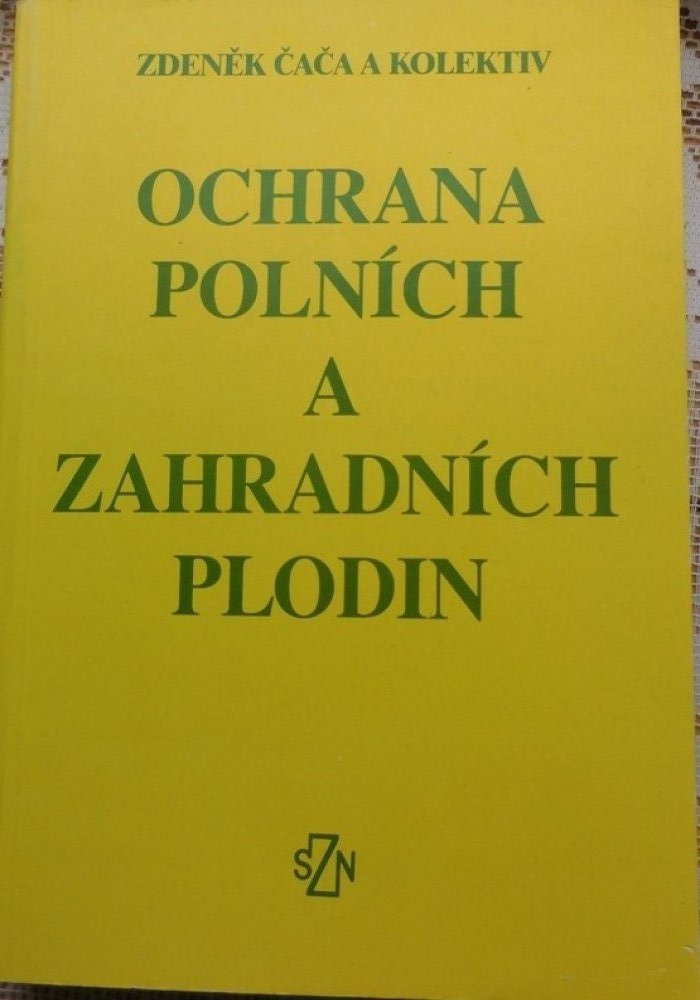 ZDENĚK ČAČA A KOLEKTIV
OCHRANA
POLNÍCH
A
ZAHRADNÍCH
PLODIN
SZN